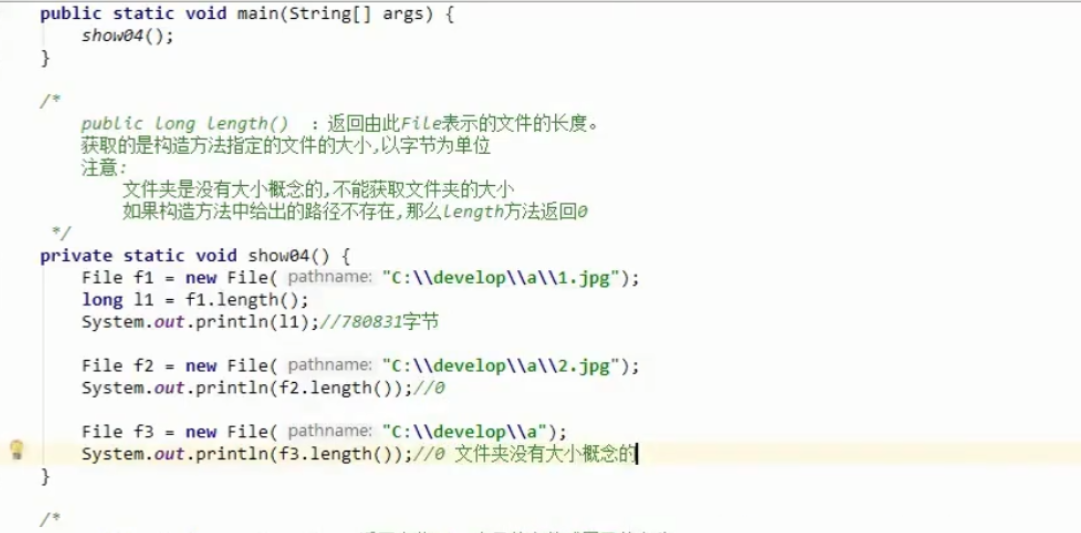 public static void main(String[] args) {
show04();
}
/*
public long length() ：返回由此File表示的文件的长度。
获取的是构造方法指定的文件的大小,以字节为单位
注意:
文件夹是没有大小概念的,不能获取文件夹的大小
如果构造方法中给出的路径不存在,那么length方法返回0
*/
private static void show04() {
File f1 = new File( pathname: "C:\\develop\\a\\1.jpg");
long l1 = f1.length();
System.out.println(l1);//780831字节
File f2 = new File( pathname: "C:\\develop\\a\\2.jpg");
System.out.println(f2.length());//0
File f3 = new File( pathname: "C:\\develop\\a");
System.out.println(f3.length());//0 文件夹没有大小概念的
}
/*